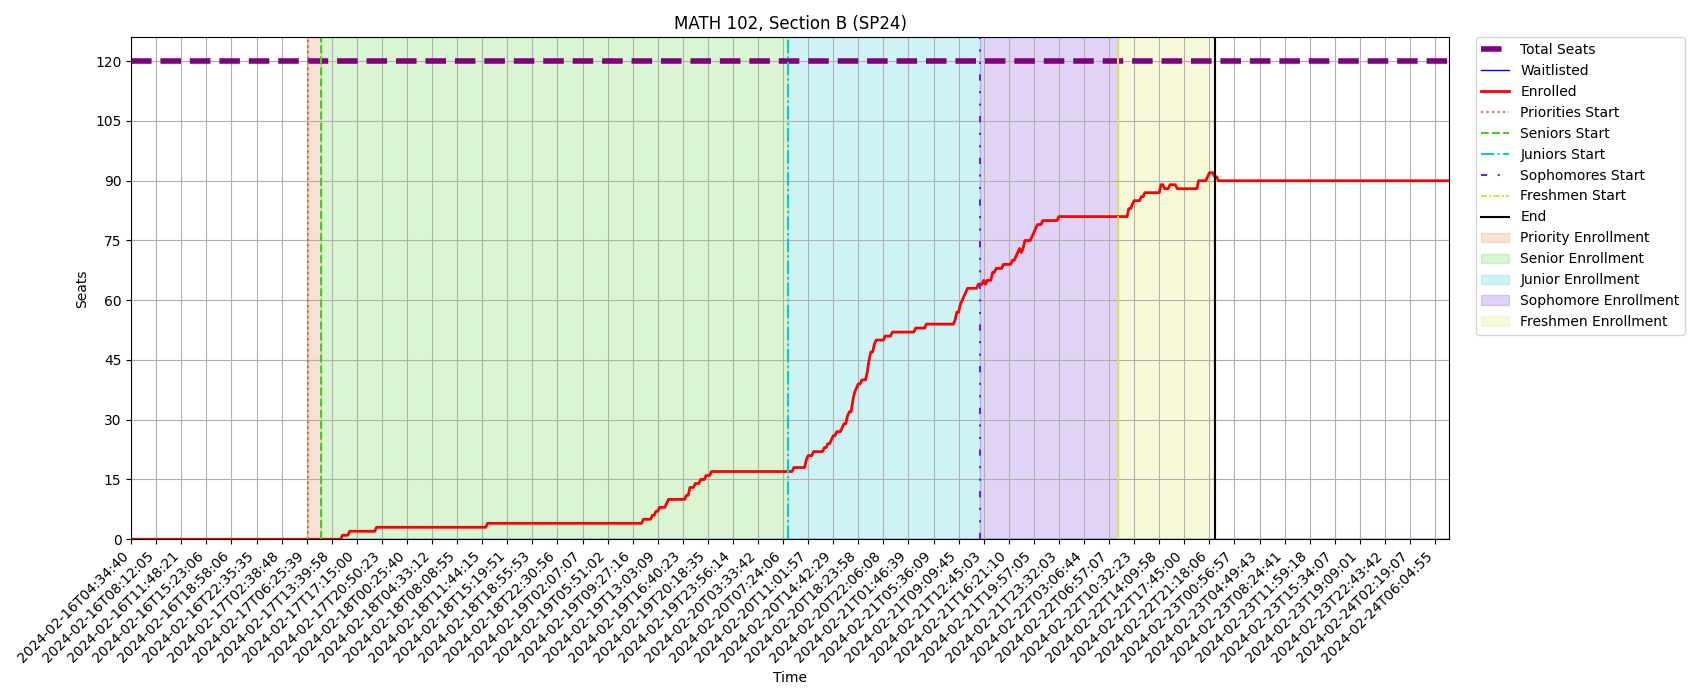 MATH 102, Section B (SP24)
Seats
120
105
90
75
60
45
30
15
0
2024-02-16T04:34:40
2024-02-16T08:12:05
2024-02-16T11:48:21
2024-02-16T15:23:06
2024-02-16T18:58:06
2024-02-16T22:35:35
2024-02-17T02:38:48
2024-02-17T06:25:39
2024-02-17T13:39:58
2024-02-17T17:15:00
2024-02-17T20:50:23
2024-02-18T00:25:40
2024-02-18T04:33:12
2024-02-18T08:08:55
2024-02-18T11:44:15
2024-02-18T15:19:51
2024-02-18T18:55:53
2024-02-18T22:30:56
2024-02-19T02:07:07
2024-02-19T05:51:02
2024-02-19T09:27:16
2024-02-19T13:03:09
2024-02-19T16:40:23
2024-02-19T20:18:35
2024-02-19T23:56:14
2024-02-20T03:33:42
2024-02-20T07:24:06
2024-02-20T11:01:57
2024-02-20T14:42:29
2024-02-20T18:23:58
2024-02-20T22:06:08
2024-02-21T01:46:39
2024-02-21T05:36:09
2024-02-21T09:09:45
2024-02-21T12:45:03
2024-02-21T16:21:10
2024-02-21T19:57:05
2024-02-21T23:32:03
2024-02-22T03:06:44
2024-02-22T06:57:07
2024-02-22T10:32:23
2024-02-22T14:09:58
2024-02-22T17:45:00
2024-02-22T21:18:06
2024-02-23T00:56:57
2024-02-23T04:49:43
2024-02-23T08:24:41
2024-02-23T11:59:18
2024-02-23T15:34:07
2024-02-23T19:09:01
2024-02-23T22:43:42
2024-02-24T02:19:07
2024-02-24T06:04:55
Time
Total Seats
Waitlisted
Enrolled
Priorities Start
Seniors Start
Juniors Start
Sophomores Start
Freshmen Start
End
Priority Enrollment
Senior Enrollment
Junior Enrollment
Sophomore Enrollment
Freshmen Enrollment